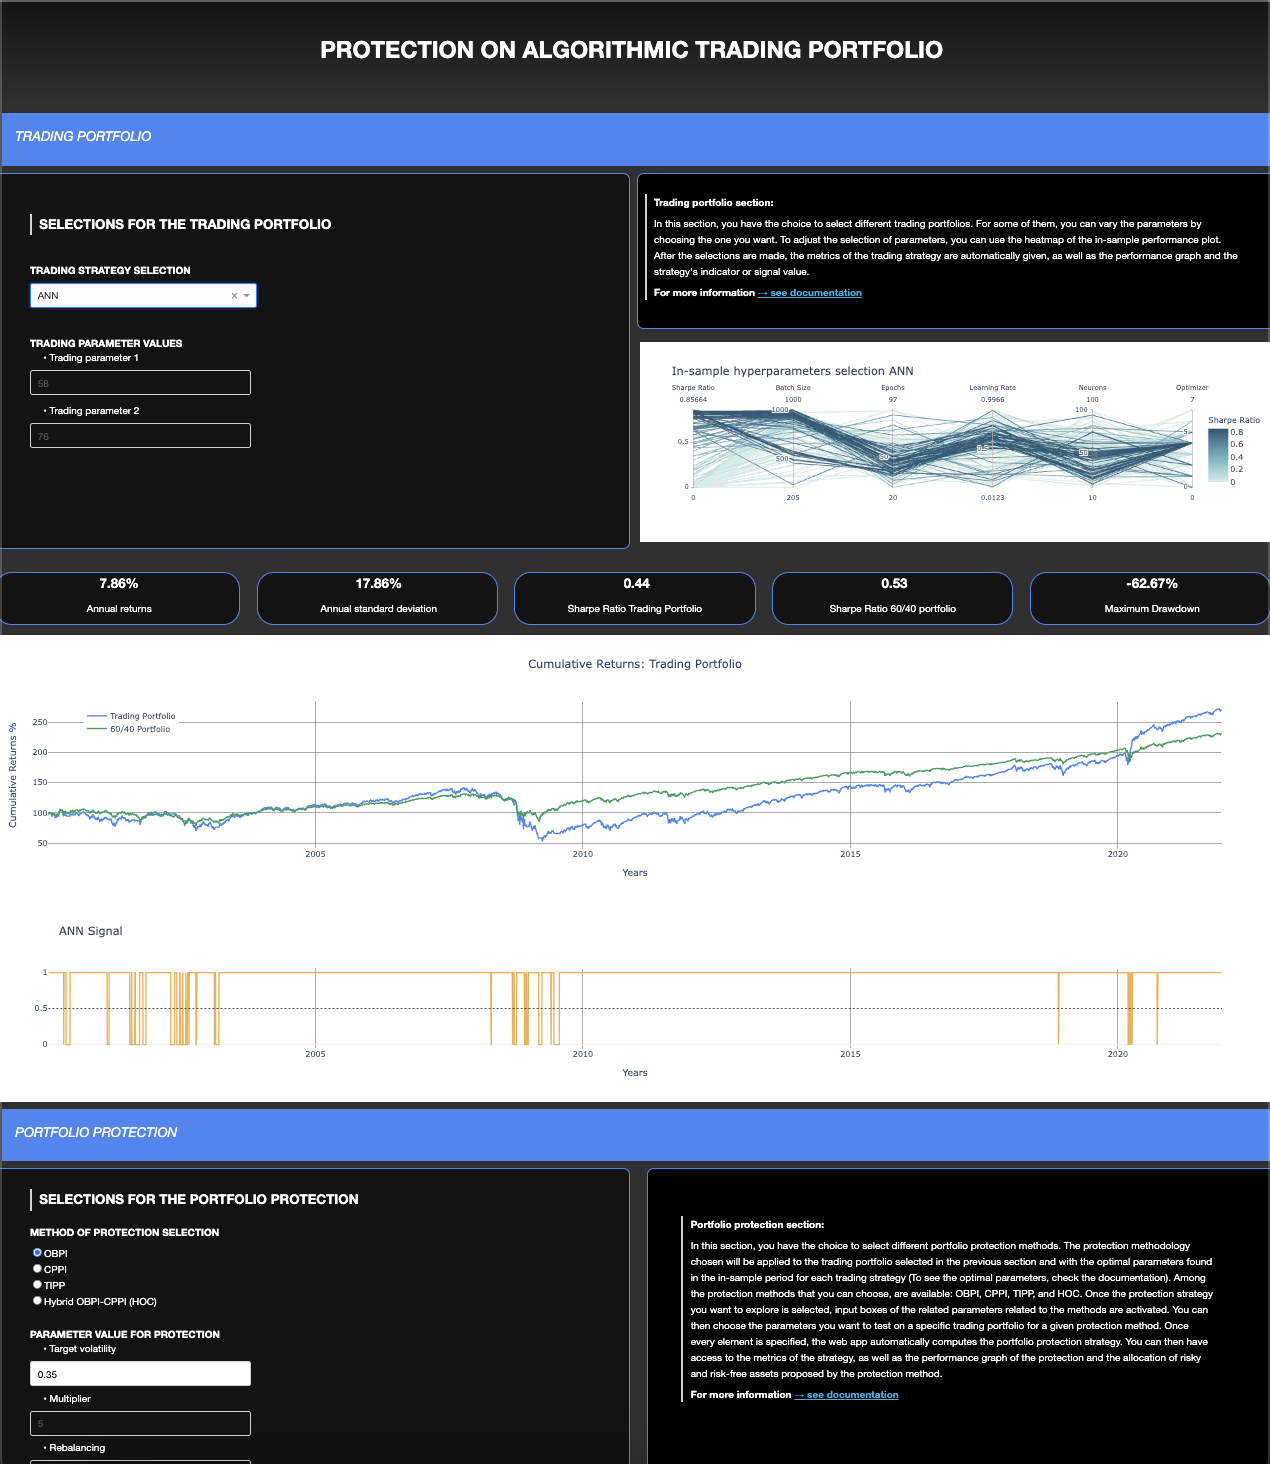 PROTECTION ON ALGORITHMIC TRADING PORTFOLIO
TRADING PORTFOLIO
SELECTIONS FOR THE TRADING PORTFOLIO
TRADING STRATEGY SELECTION
ANN
TRADING PARAMETER VALUES
• Trading parameter 1
58
• Trading parameter 2
76
Trading portfolio section:
In this section, you have the choice to select different trading portfolios. For some of them, you can vary the parameters by
choosing the one you want. To adjust the selection of parameters, you can use the heatmap of the in-sample performance plot.
After the selections are made, the metrics of the trading strategy are automatically given, as well as the performance graph and the
strategy's indicator or signal value.
For more information → see documentation
In-sample hyperparameters selection ANN
Sharpe Ratio Batch Size Epochs Learning Rate Neurons Optimizer
0.85664 1000 97 0.9966 100 7
1000 100
Sharpe Ratio
0.8
0.6
0.4
0.2
0
0.5 500 50 0.5 50 5
0 0
0 205 20 0.0123 10 0
7.86%
Annual returns
17.86%
Annual standard deviation
0.44
Sharpe Ratio Trading Portfolio
0.53
Sharpe Ratio 60/40 portfolio
-62.67%
Maximum Drawdown
Cumulative Returns: Trading Portfolio
Trading Portfolio
60/40 Portfolio
Cumulative Returns %
250
200
150
100
50
2005 2010 2015 2020
Years
ANN Signal
1
0.5
0
2005 2010 2015 2020
Years
PORTFOLIO PROTECTION
SELECTIONS FOR THE PORTFOLIO PROTECTION
METHOD OF PROTECTION SELECTION
OBPI
CPPI
TIPP
Hybrid OBPI-CPPI (HOC)
PARAMETER VALUE FOR PROTECTION
• Target volatility
0.35
• Multiplier
5
• Rebalancing
Portfolio protection section:
In this section, you have the choice to select different portfolio protection methods. The protection methodology
chosen will be applied to the trading portfolio selected in the previous section and with the optimal parameters found
in the in-sample period for each trading strategy (To see the optimal parameters, check the documentation). Among
the protection methods that you can choose, are available: OBPI, CPPI, TIPP, and HOC. Once the protection strategy
you want to explore is selected, input boxes of the related parameters related to the methods are activated. You can
then choose the parameters you want to test on a specific trading portfolio for a given protection method. Once
every element is specified, the web app automatically computes the portfolio protection strategy. You can then have
access to the metrics of the strategy, as well as the performance graph of the protection and the allocation of risky
and risk-free assets proposed by the protection method.
For more information → see documentation